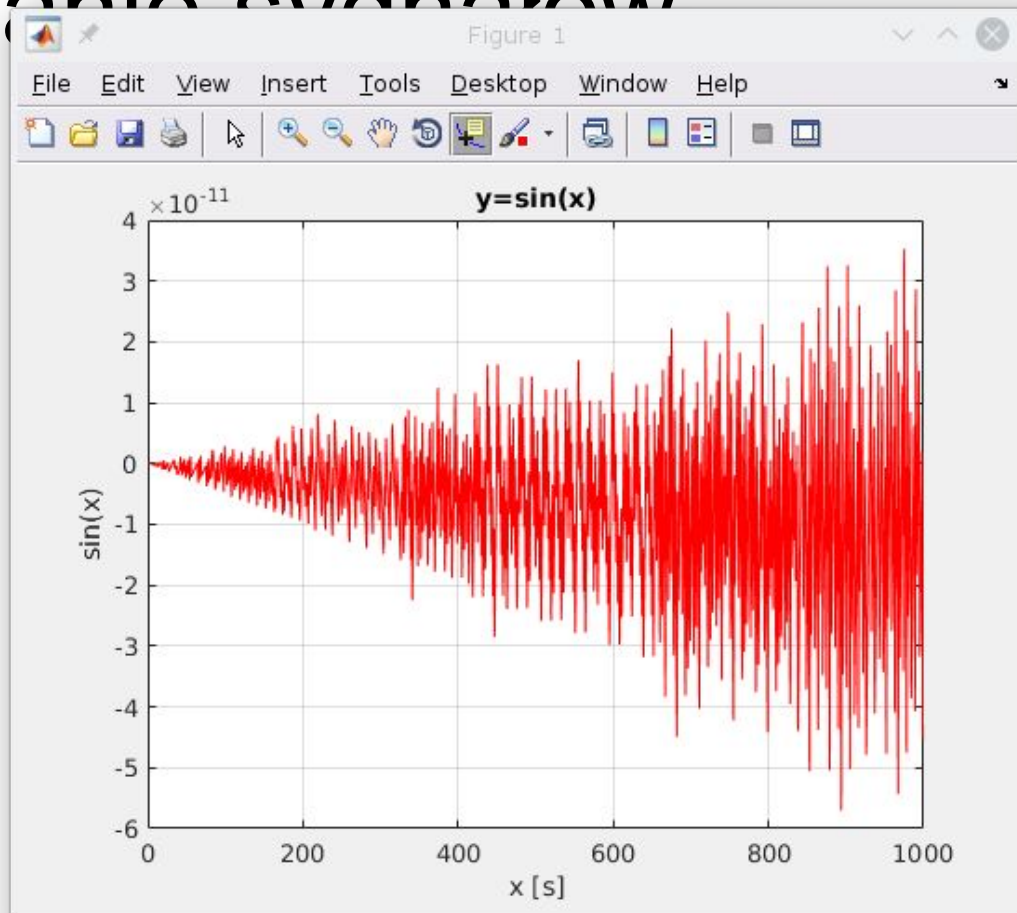 Figure 1
File Edit View Insert Tools Desktop Window Help
×10⁻¹¹
y=sin(x)
4
3
2
1
0
-1
-2
-3
-4
-5
-6
sin(x)
0 200 400 600 800 1000
x [s]